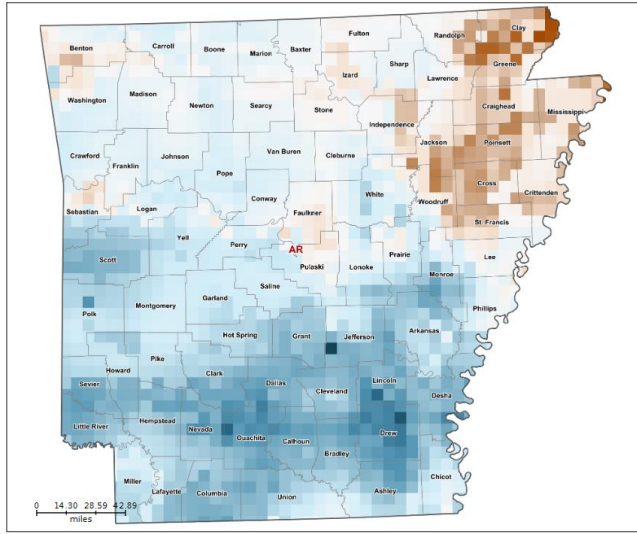 Benton
Carroll
Boone
Marion
Baxter
Fulton
Randolph
Clay
Greene
Izard
Sharp
Lawrence
Washington
Madison
Newton
Searcy
Stone
Independence
Craighead
Mississippi
Jackson
Poinsett
Crawford
Franklin
Johnson
Pope
Van Buren
Cleburne
White
Woodruff
Cross
Crittenden
Sebastian
Logan
Conway
Faulkner
St. Francis
Scott
Yell
Perry
AR
Pulaski
Lonoke
Prairie
Monroe
Lee
Phillips
Polk
Montgomery
Garland
Saline
Hot Spring
Grant
Jefferson
Arkansas
Howard
Pike
Clark
Sevier
Dallas
Cleveland
Lincoln
Desha
Little River
Hempstead
Nevada
Ouachita
Calhoun
Bradley
Drew
Miller
Lafayette
Columbia
Union
Ashley
Chicot
0 14.30 28.59 42.89
miles